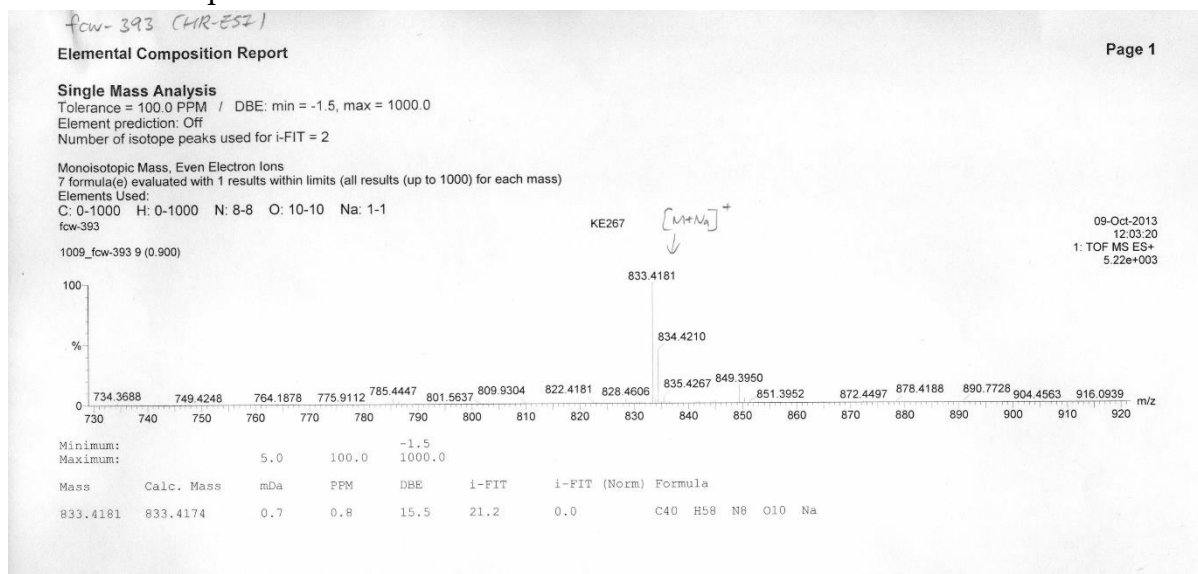 fcw-393 (HR-ESI)
Elemental Composition Report Page 1
Single Mass Analysis
Tolerance = 100.0 PPM / DBE: min = -1.5, max = 1000.0
Element prediction: Off
Number of isotope peaks used for i-FIT = 2
Monoisotopic Mass, Even Electron Ions
7 formula(e) evaluated with 1 results within limits (all results (up to 1000) for each mass)
Elements Used:
C: 0-1000 H: 0-1000 N: 8-8 O: 10-10 Na: 1-1
fcw-393 KE267 [M+Na]+ 09-Oct-2013
12:03:20
1009_fcw-393 9 (0.900) 1: TOF MS ES+
5.22e+003
833.4181
100
834.4210
%
734.3688 749.4248 764.1878 775.9112 785.4447 801.5637 809.9304 822.4181 828.4606 835.4267 849.3950 851.3952 872.4497 878.4188 890.7728 904.4563 916.0939
0 m/z
730 740 750 760 770 780 790 800 810 820 830 840 850 860 870 880 890 900 910 920
Minimum: -1.5
Maximum: 5.0 100.0 1000.0
Mass Calc. Mass mDa PPM DBE i-FIT i-FIT (Norm) Formula
833.4181 833.4174 0.7 0.8 15.5 21.2 0.0 C40 H58 N8 O10 Na